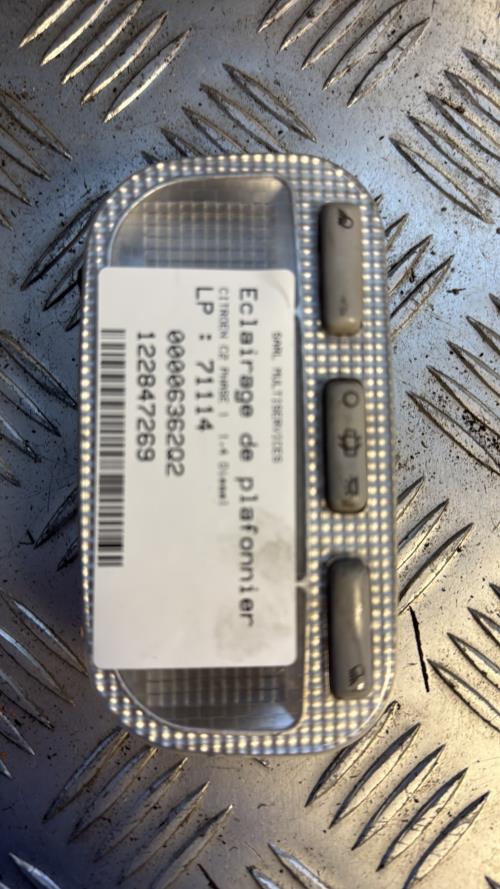 SARL MULTISERVICES
Eclairage de plafonnier
CITROEN C2 PHASE 1 1.4 Diesel
LP : 71114
0000636202
122847269